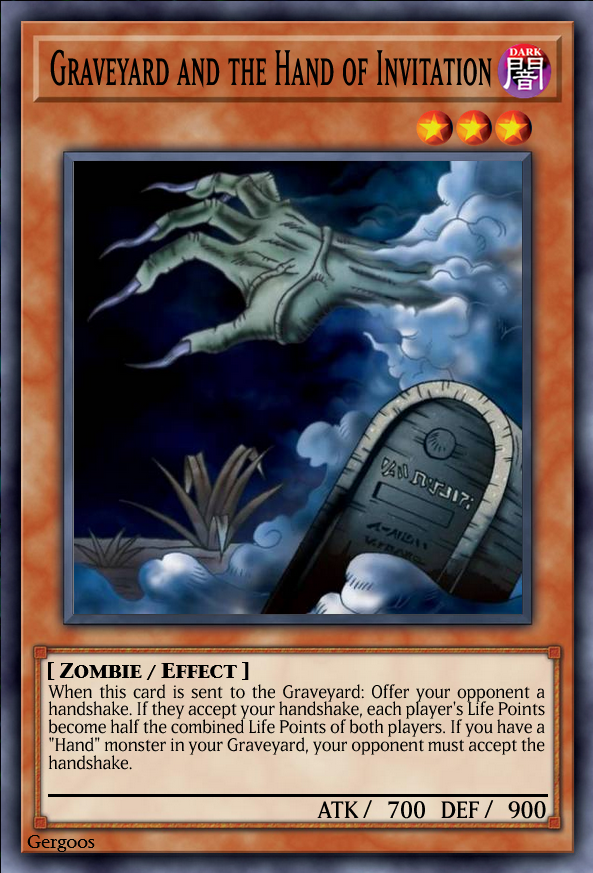 Graveyard and the Hand of Invitation
DARK
闇
[ Zombie / Effect ]
When this card is sent to the Graveyard: Offer your opponent a
handshake. If they accept your handshake, each player's Life Points
become half the combined Life Points of both players. If you have a
"Hand" monster in your Graveyard, your opponent must accept the
handshake.
ATK / 700 DEF / 900
Gergoos